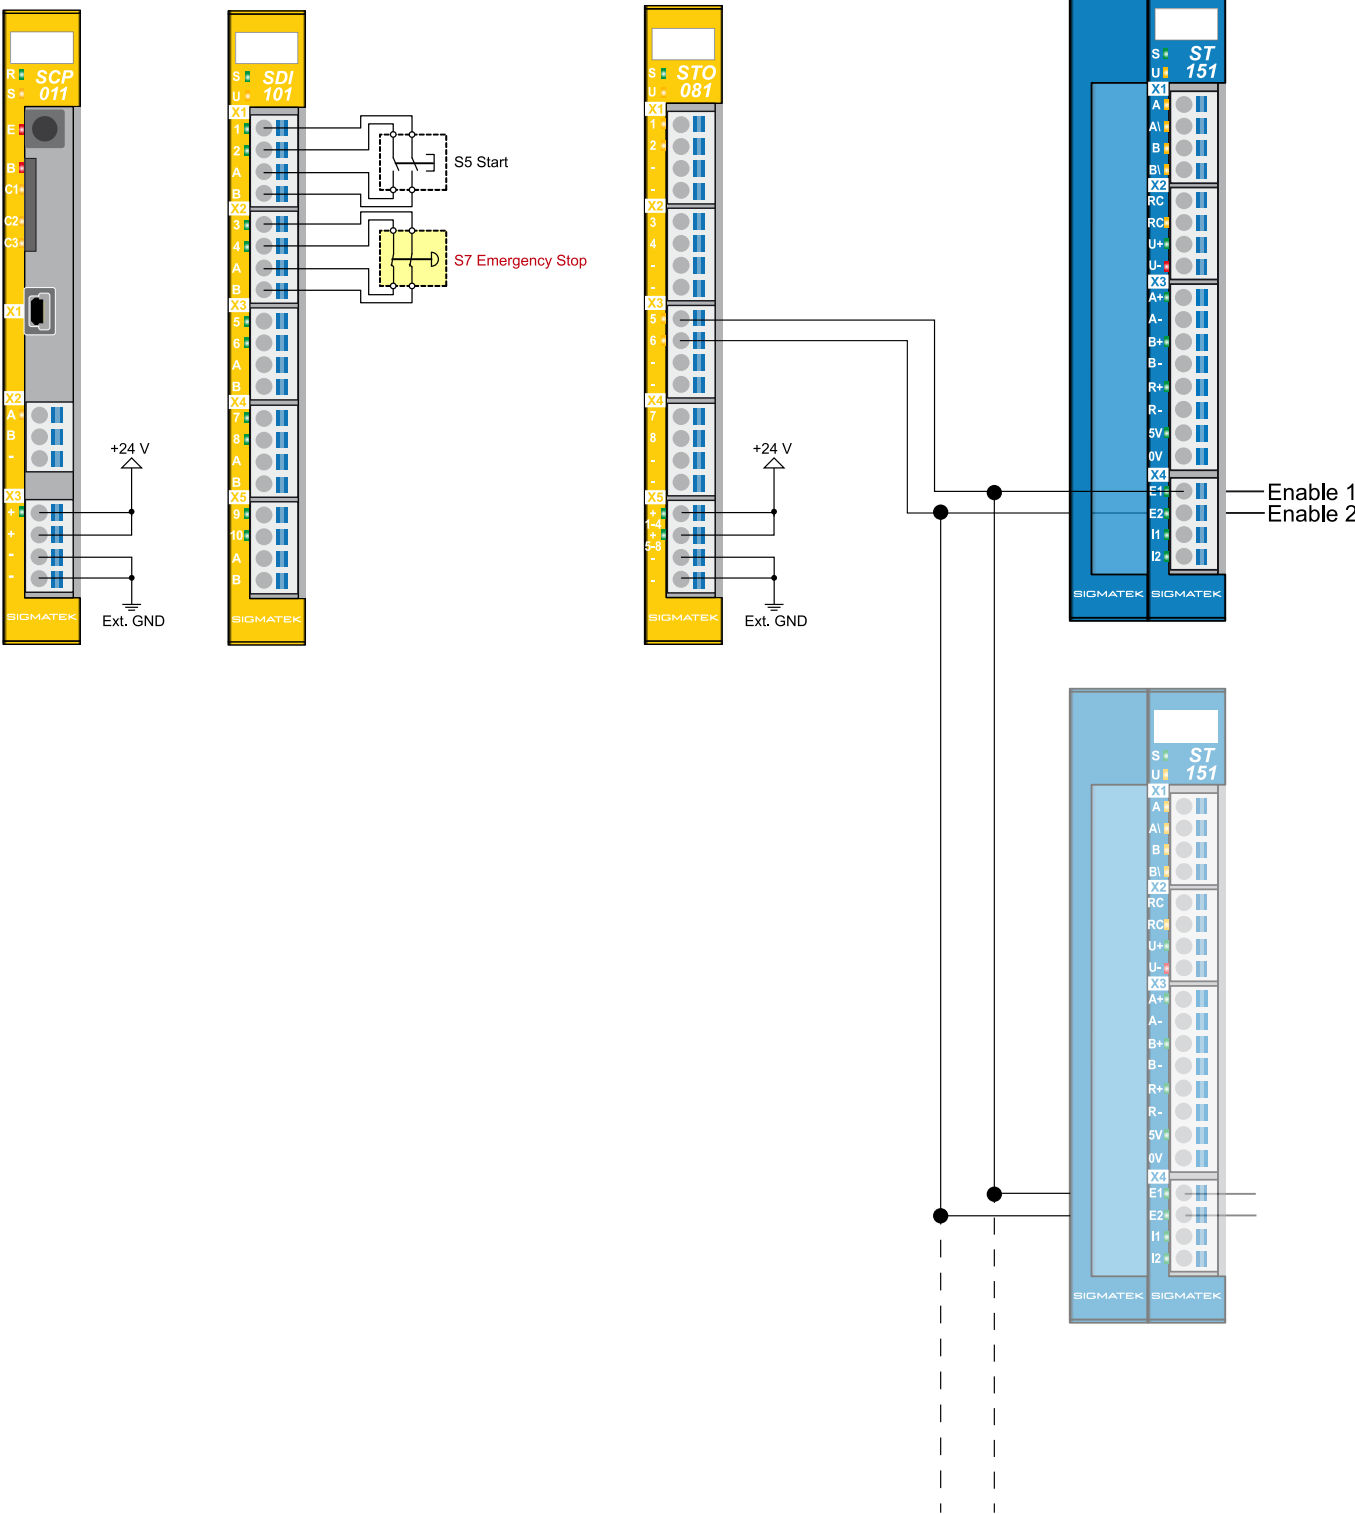 SCP
011
R
S
E
B
C1
C2
C3
X1
X2
A
B
-
X3
+
+
-
-
SIGMATEK
+24 V
Ext. GND
SDI
101
S
U
X1
1
2
A
B
X2
3
4
A
B
X3
5
6
A
B
X4
7
8
A
B
X5
9
10
A
B
SIGMATEK
S5 Start
S7 Emergency Stop
STO
081
S
U
X1
1
2
-
-
X2
3
4
-
-
X3
5
6
-
-
X4
7
8
-
-
X5
+
1-4
+
5-8
-
-
SIGMATEK
+24 V
Ext. GND
ST
151
S
U
X1
A
A\
B
B\
X2
RC
RC
U+
U-
X3
A+
A-
B+
B-
R+
R-
5V
0V
X4
E1
E2
I1
I2
SIGMATEK
SIGMATEK
Enable 1
Enable 2
ST
151
S
U
X1
A
A\
B
B\
X2
RC
RC
U+
U-
X3
A+
A-
B+
B-
R+
R-
5V
0V
X4
E1
E2
I1
I2
SIGMATEK
SIGMATEK